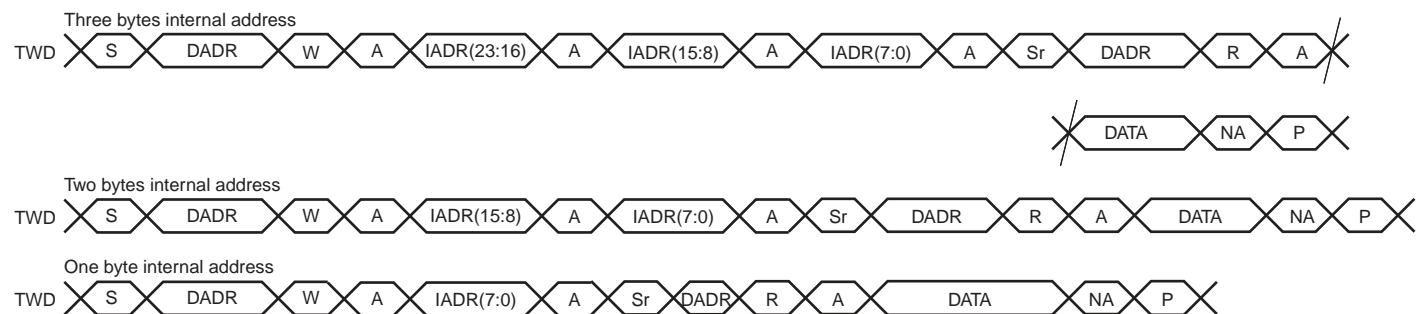 Three bytes internal address
TWD S DADR W A IADR(23:16) A IADR(15:8) A IADR(7:0) A Sr DADR R A
DATA NA P
Two bytes internal address
TWD S DADR W A IADR(15:8) A IADR(7:0) A Sr DADR R A DATA NA P
One byte internal address
TWD S DADR W A IADR(7:0) A Sr DADR R A DATA NA P